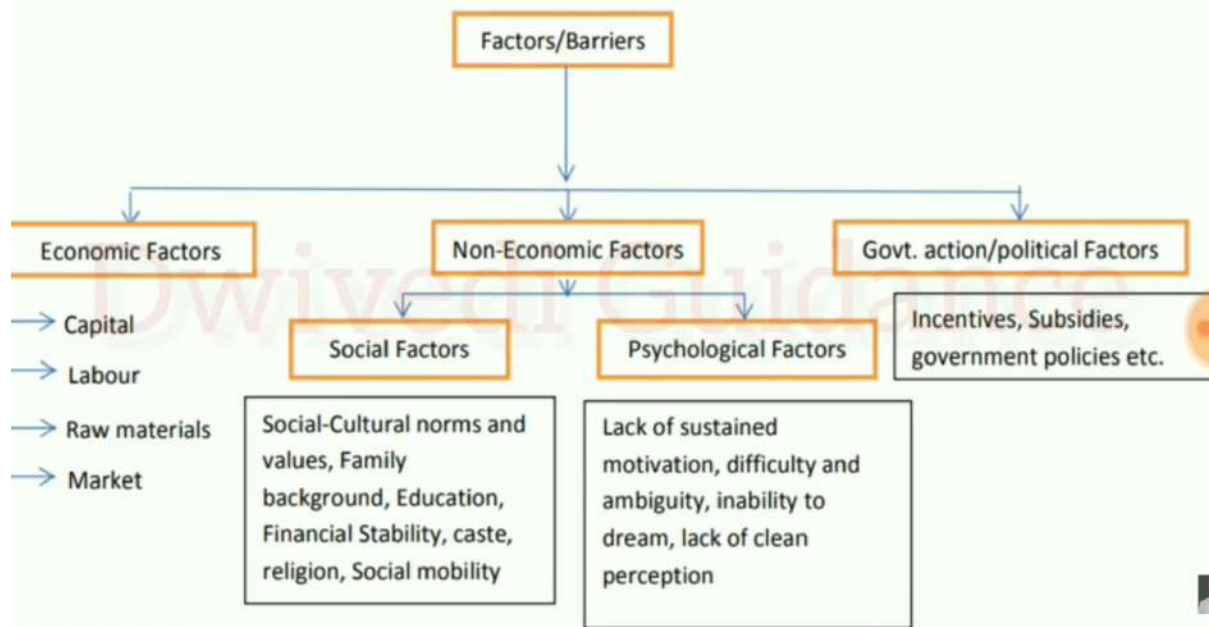 Factors/Barriers
Economic Factors
Non-Economic Factors
Govt. action/political Factors
Dwivedi Guidance
Capital
Labour
Raw materials
Market
Social Factors
Psychological Factors
Incentives, Subsidies,
government policies etc.
Social-Cultural norms and
values, Family
background, Education,
Financial Stability, caste,
religion, Social mobility
Lack of sustained
motivation, difficulty and
ambiguity, inability to
dream, lack of clean
perception